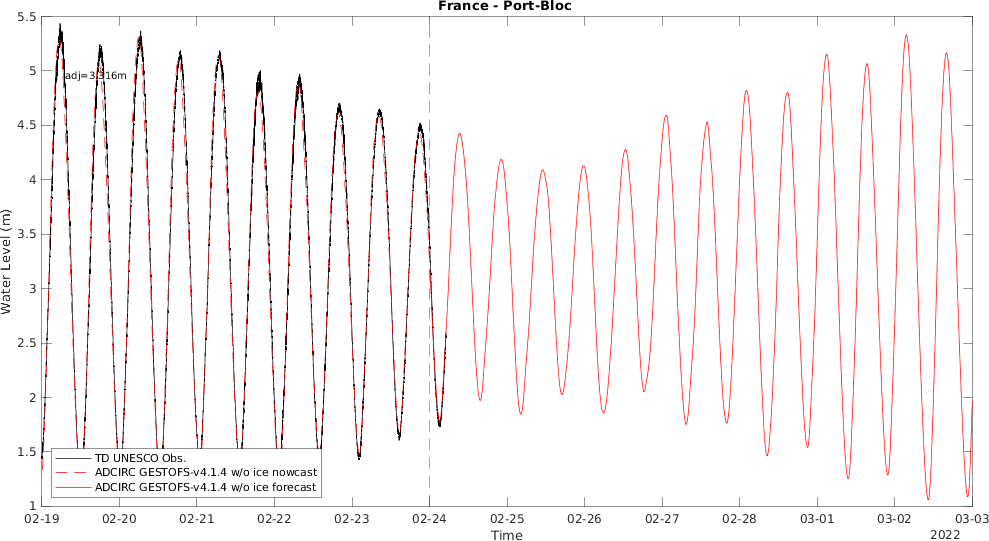 France - Port-Bloc
Water Level (m)
5.5
5
4.5
4
3.5
3
2.5
2
1.5
1
adj=3.316m
TD UNESCO Obs.
ADCIRC GESTOFS-v4.1.4 w/o ice nowcast
ADCIRC GESTOFS-v4.1.4 w/o ice forecast
02-19 02-20 02-21 02-22 02-23 02-24 02-25 02-26 02-27 02-28 03-01 03-02 03-03
Time
2022